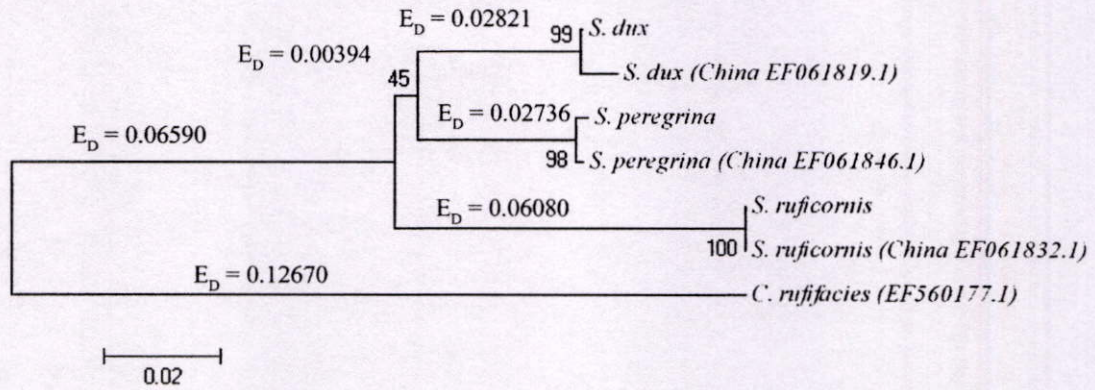 E_D = 0.02821
99
S. dux
E_D = 0.00394
S. dux (China EF061819.1)
45
E_D = 0.02736
S. peregrina
E_D = 0.06590
98
S. peregrina (China EF061846.1)
E_D = 0.06080
S. ruficornis
100
S. ruficornis (China EF061832.1)
E_D = 0.12670
C. rufifacies (EF560177.1)
0.02